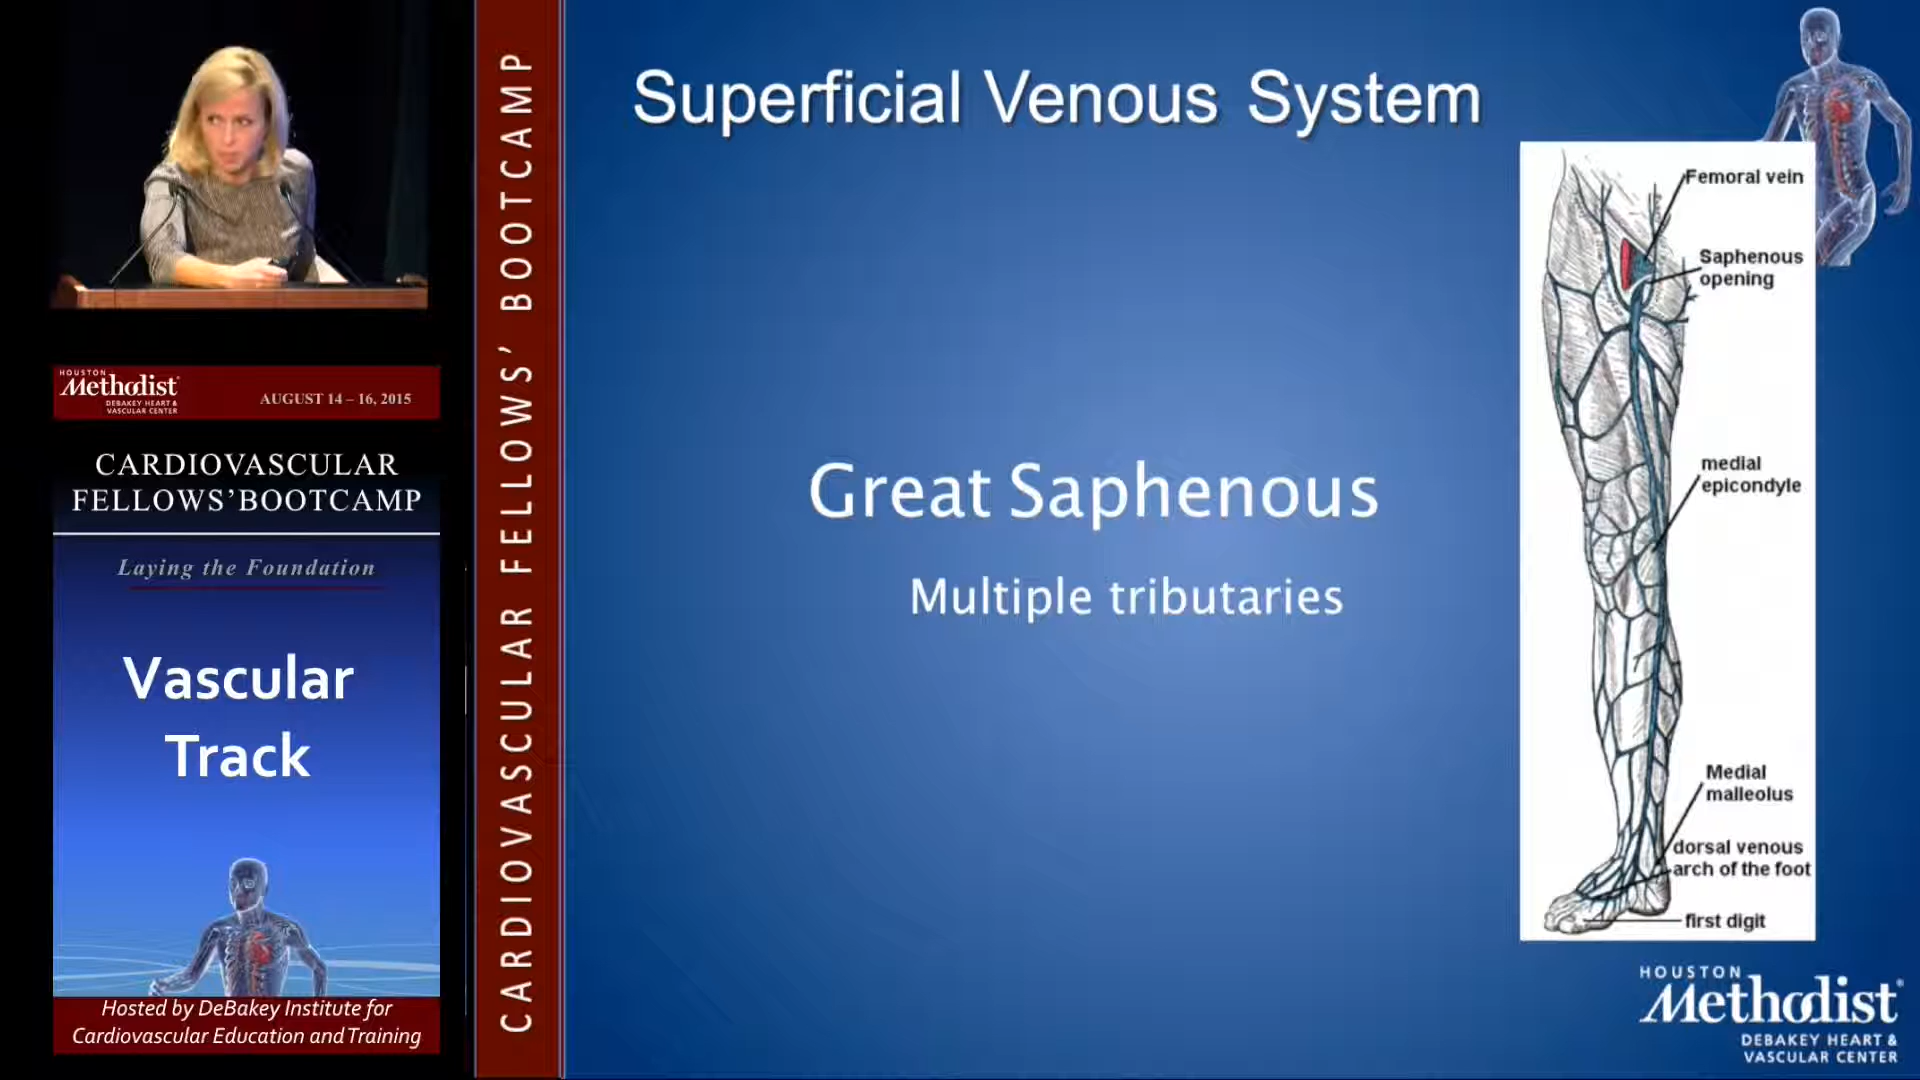 HOUSTON
Methodist
DEBAKEY HEART &
VASCULAR CENTER
AUGUST 14 – 16, 2015
CARDIOVASCULAR
FELLOWS'BOOTCAMP
Laying the Foundation
Vascular
Track
Hosted by DeBakey Institute for
Cardiovascular Education and Training
CARDIOVASCULAR FELLOWS' BOOTCAMP
Superficial Venous System
Great Saphenous
Multiple tributaries
Femoral vein
Saphenous
opening
medial
epicondyle
Medial
malleolus
dorsal venous
arch of the foot
first digit
HOUSTON
Methodist
DEBAKEY HEART &
VASCULAR CENTER